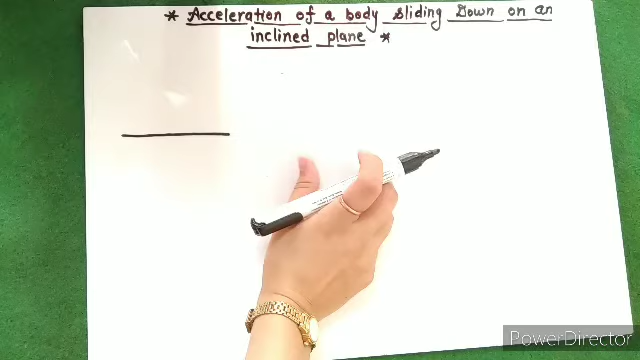 * Acceleration of a body sliding Down on an
inclined plane *
PowerDirector